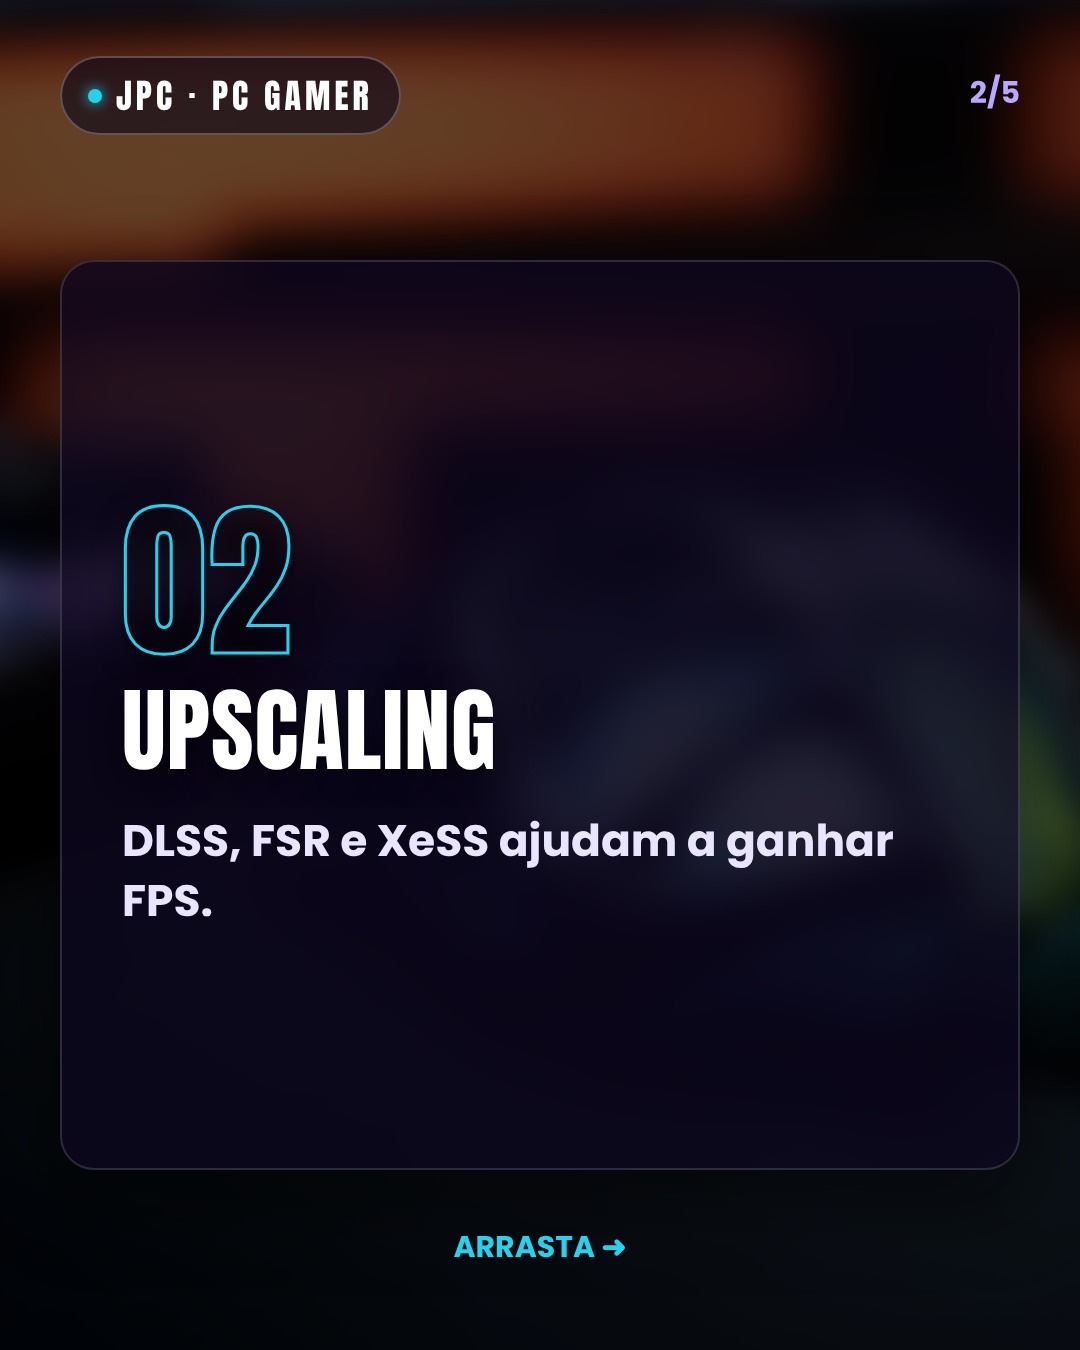 JPC · PC GAMER
2/5
02
UPSCALING
DLSS, FSR e XeSS ajudam a ganhar
FPS.
ARRASTA →